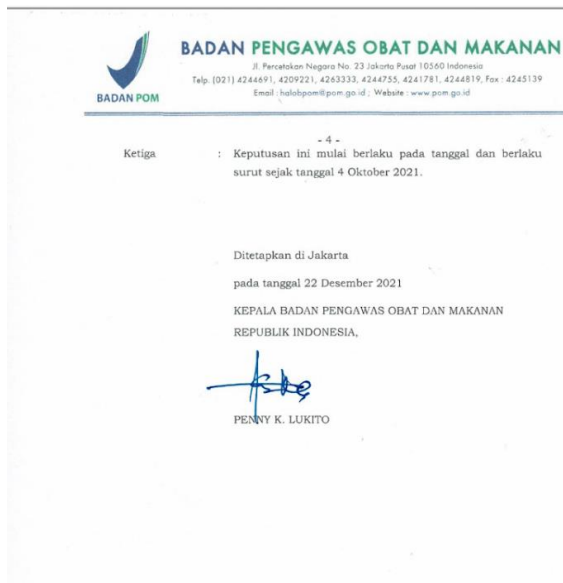 BADAN POM
BADAN PENGAWAS OBAT DAN MAKANAN
Jl. Percetakan Negara No. 23 Jakarta Pusat 10560 Indonesia
Telp. (021) 4244691, 4209221, 4263333, 4244755, 4241781, 4244819, Fax : 4245139
Email : halobpom@pom.go.id ; Website : www.pom.go.id
- 4 -
Ketiga : Keputusan ini mulai berlaku pada tanggal dan berlaku
surut sejak tanggal 4 Oktober 2021.
Ditetapkan di Jakarta
pada tanggal 22 Desember 2021
KEPALA BADAN PENGAWAS OBAT DAN MAKANAN
REPUBLIK INDONESIA,
PENNY K. LUKITO